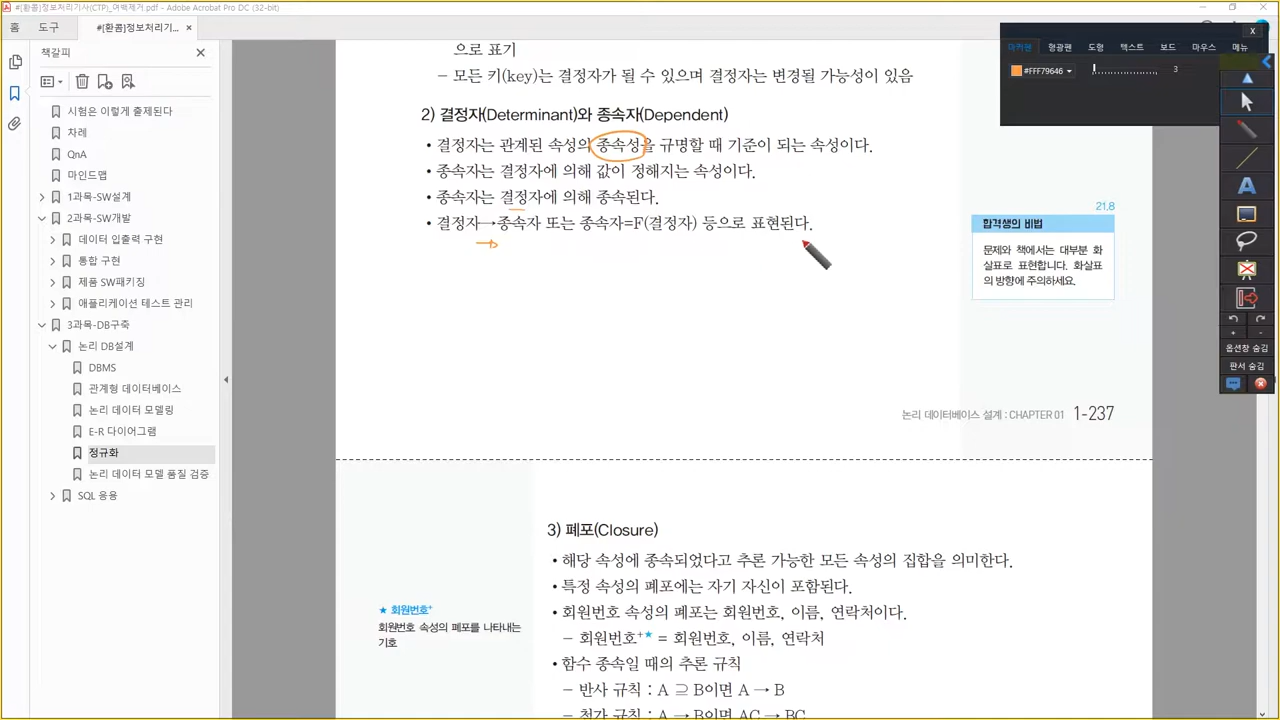 #[환콤]정보처리기사(CTP)_여백제거.pdf - Adobe Acrobat Pro DC (32-bit)
홈 도구 #[환콤]정보처리기... ×
책갈피
시험은 이렇게 출제된다
차례
QnA
마인드맵
1과목-SW설계
2과목-SW개발
데이터 입출력 구현
통합 구현
제품 SW패키징
애플리케이션 테스트 관리
3과목-DB구축
논리 DB설계
DBMS
관계형 데이터베이스
논리 데이터 모델링
E-R 다이어그램
정규화
논리 데이터 모델 품질 검증
SQL 응용
으로 표기
– 모든 키(key)는 결정자가 될 수 있으며 결정자는 변경될 가능성이 있음
2) 결정자(Determinant)와 종속자(Dependent)
• 결정자는 관계된 속성의 종속성을 규명할 때 기준이 되는 속성이다.
• 종속자는 결정자에 의해 값이 정해지는 속성이다.
• 종속자는 결정자에 의해 종속된다.
• 결정자→종속자 또는 종속자=F(결정자) 등으로 표현된다.
21.8
합격생의 비법
문제와 책에서는 대부분 화
살표로 표현합니다. 화살표
의 방향에 주의하세요.
논리 데이터베이스 설계 : CHAPTER 01 1-237
3) 폐포(Closure)
• 해당 속성에 종속되었다고 추론 가능한 모든 속성의 집합을 의미한다.
• 특정 속성의 폐포에는 자기 자신이 포함된다.
• 회원번호 속성의 폐포는 회원번호, 이름, 연락처이다.
– 회원번호⁺★ = 회원번호, 이름, 연락처
• 함수 종속일 때의 추론 규칙
– 반사 규칙 : A ⊇ B이면 A → B
– 첨가 규칙 : A → B이면 AC → BC
★ 회원번호⁺
회원번호 속성의 폐포를 나타내는
기호
X
마카펜 형광펜 도형 텍스트 보드 마우스 메뉴
#FFF79646 3
A
+ -
옵션창 숨김
판서 숨김